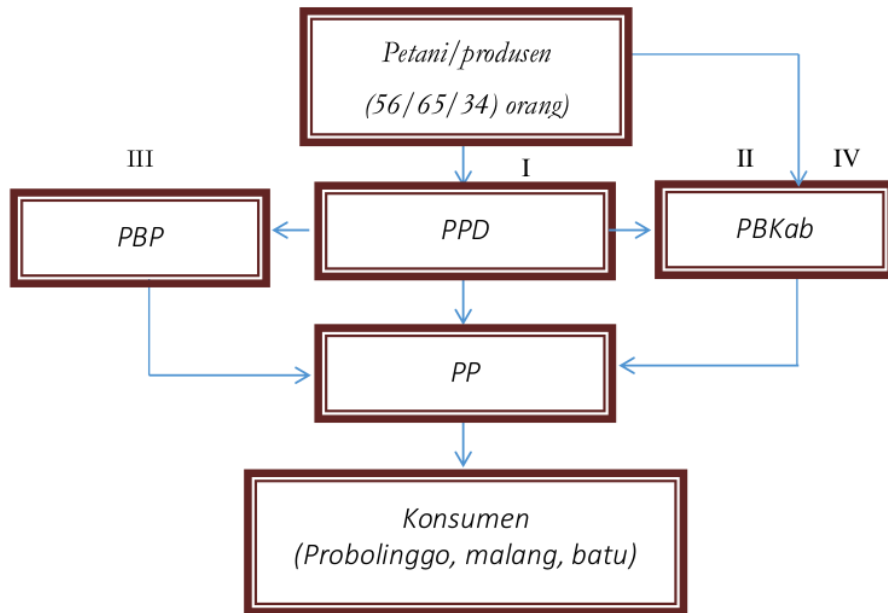 Petani/produsen
(56/65/34) orang)
III
I
II
IV
PBP
PPD
PBKab
PP
Konsumen
(Probolinggo, malang, batu)